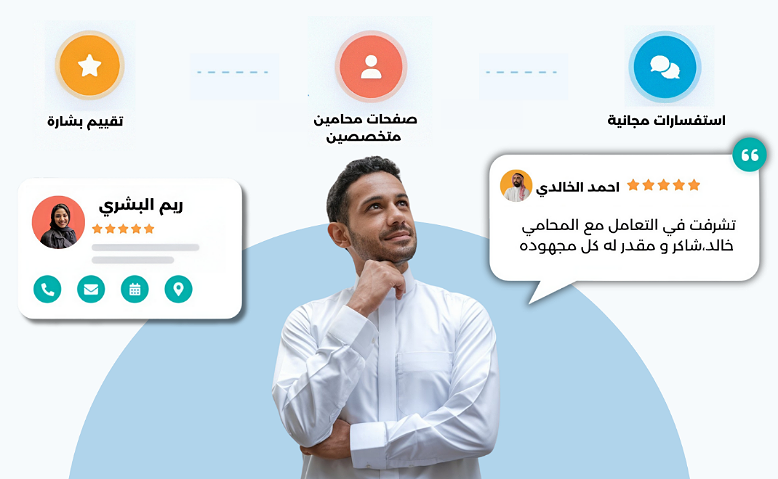 استفسارات مجانية
صفحات محامين
متخصصين
تقييم بشارة
احمد الخالدي
تشرفت في التعامل مع المحامي
خالد,شاكر و مقدر له كل مجهوده
ريم البشري